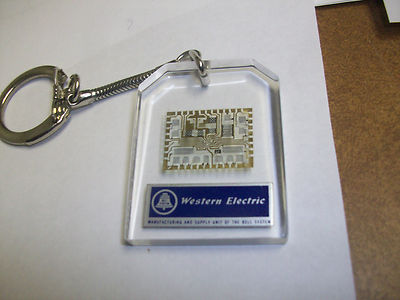 Western Electric
MANUFACTURING AND SUPPLY UNIT OF THE BELL SYSTEM